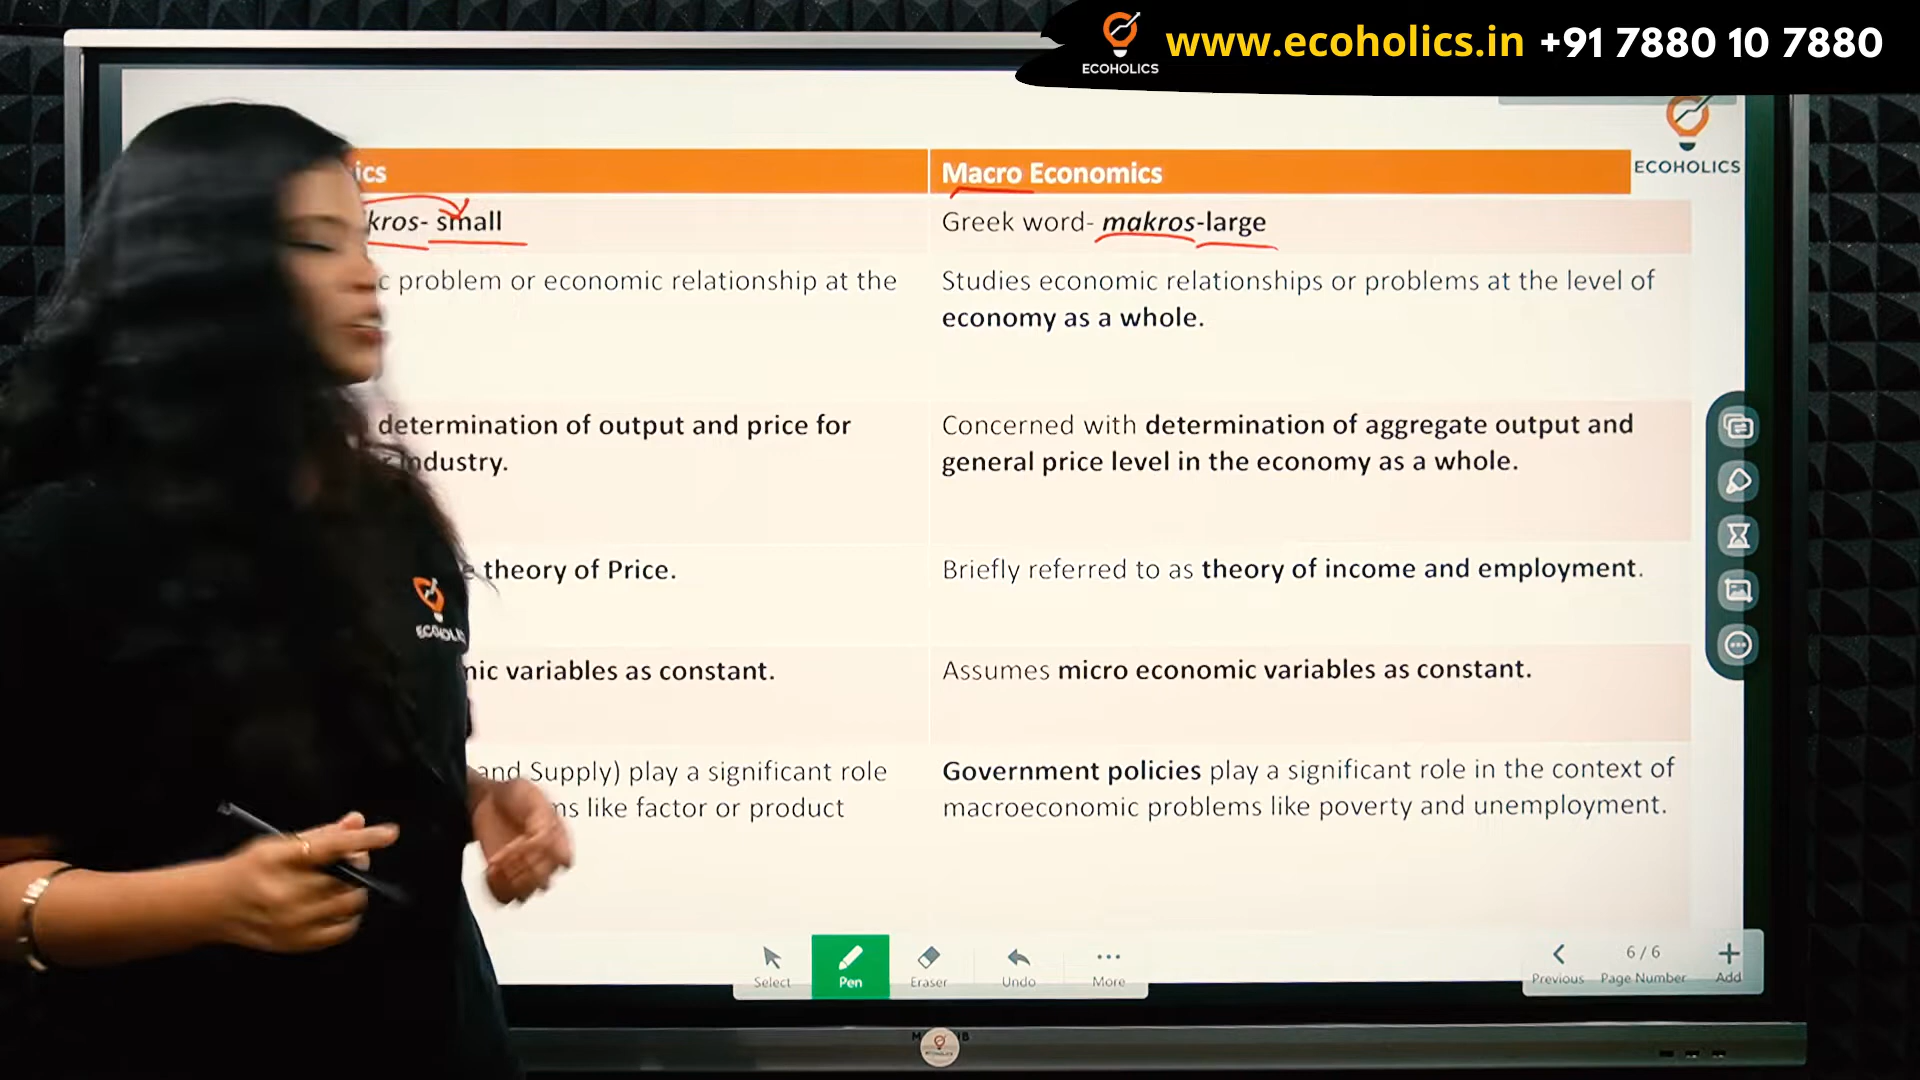 www.ecoholics.in +91 7880 10 7880
ECOHOLICS
ECOHOLICS
Macro Economics
small
Greek word- makros-large
problem or economic relationship at the
Studies economic relationships or problems at the level of
economy as a whole.
determination of output and price for
industry.
Concerned with determination of aggregate output and
general price level in the economy as a whole.
theory of Price.
Briefly referred to as theory of income and employment.
variables as constant.
Assumes micro economic variables as constant.
and Supply) play a significant role
like factor or product
Government policies play a significant role in the context of
macroeconomic problems like poverty and unemployment.
Select
Pen
Eraser
Undo
More
Previous
6 / 6
Page Number
Add